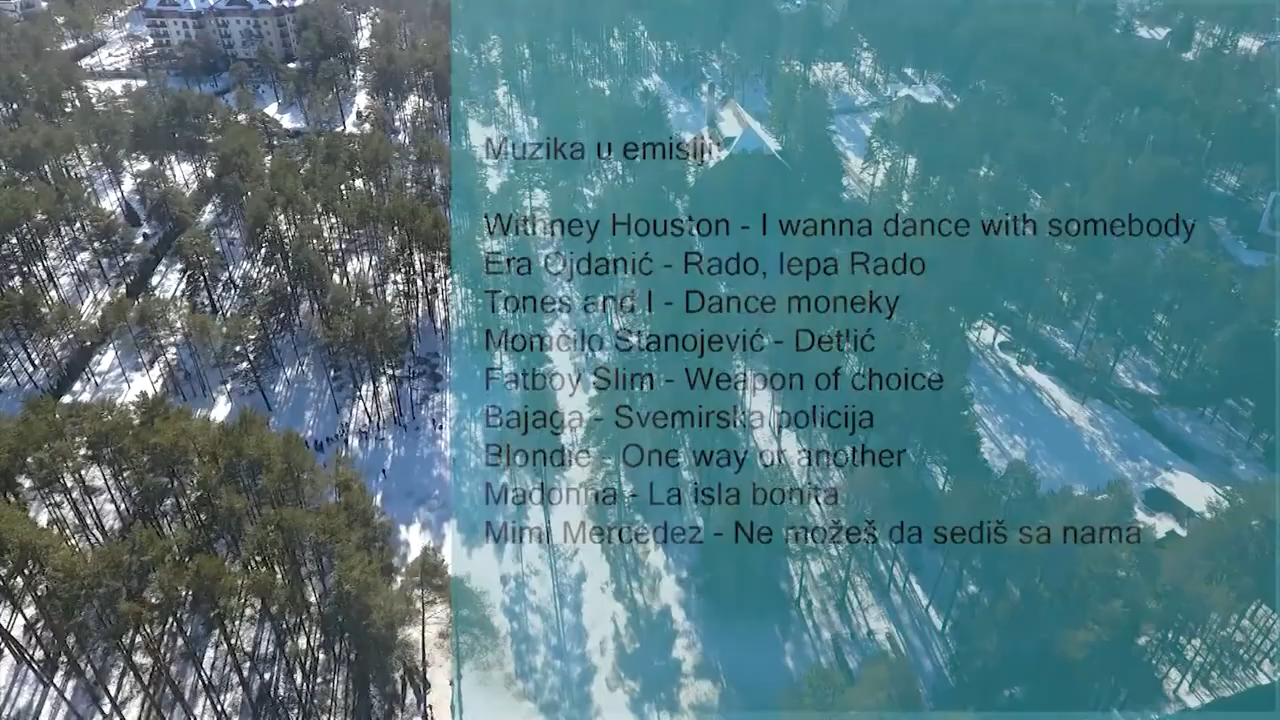 Muzika u emisiji:
Withney Houston - I wanna dance with somebody
Era Ojdanić - Rado, lepa Rado
Tones and I - Dance moneky
Momčilo Stanojević - Detlić
Fatboy Slim - Weapon of choice
Bajaga - Svemirska policija
Blondie - One way or another
Madonna - La isla bonita
Mimi Mercedez - Ne možeš da sediš sa nama